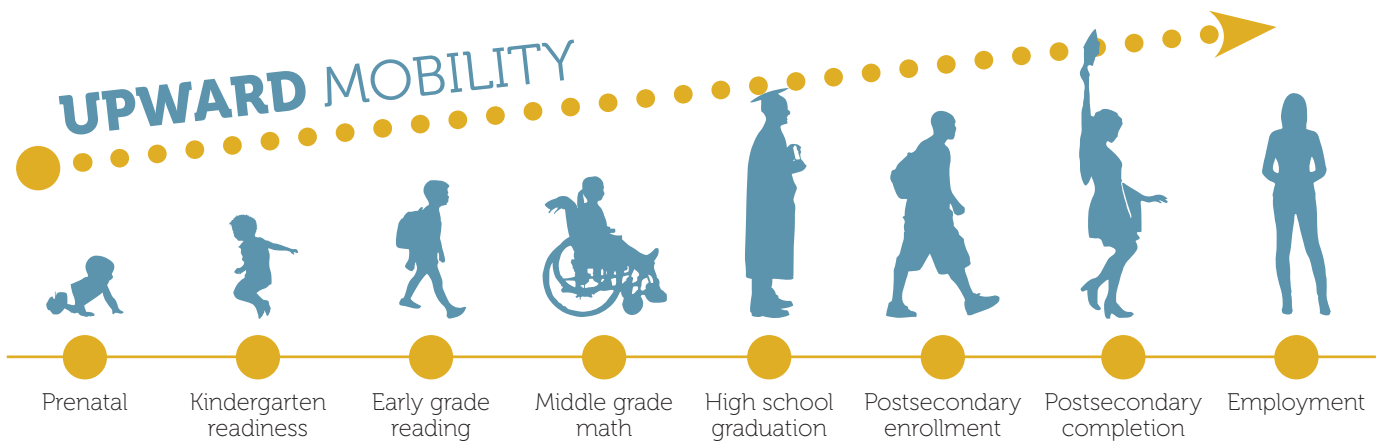 UPWARD MOBILITY
Prenatal
Kindergarten
readiness
Early grade
reading
Middle grade
math
High school
graduation
Postsecondary
enrollment
Postsecondary
completion
Employment